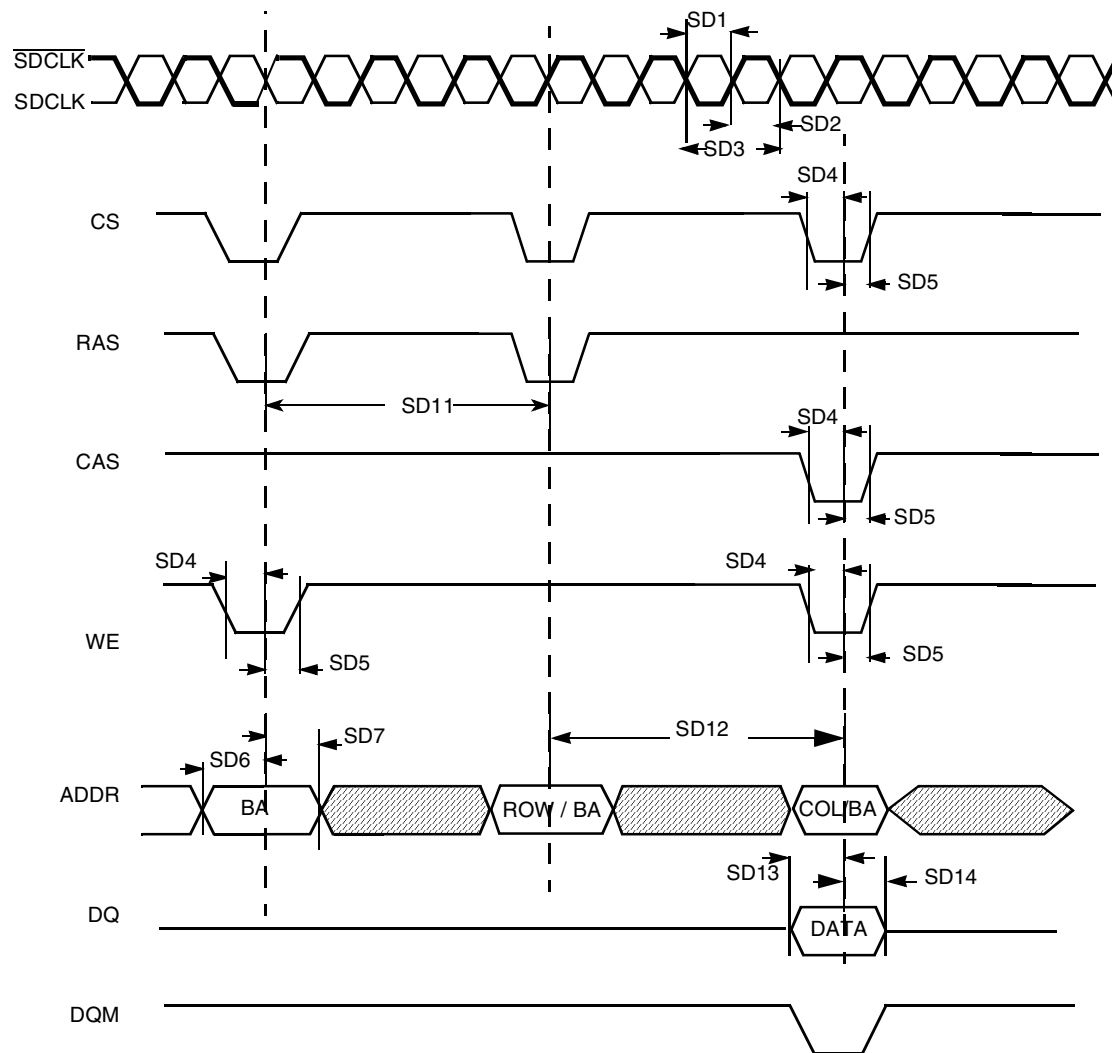 SD1
SDCLK
SDCLK
SD2
SD3
SD4
CS
SD5
RAS
SD11
SD4
CAS
SD5
SD4
SD4
WE
SD5
SD5
SD12
SD7
SD6
ADDR
BA
ROW / BA
COL/BA
SD13
SD14
DQ
DATA
DQM